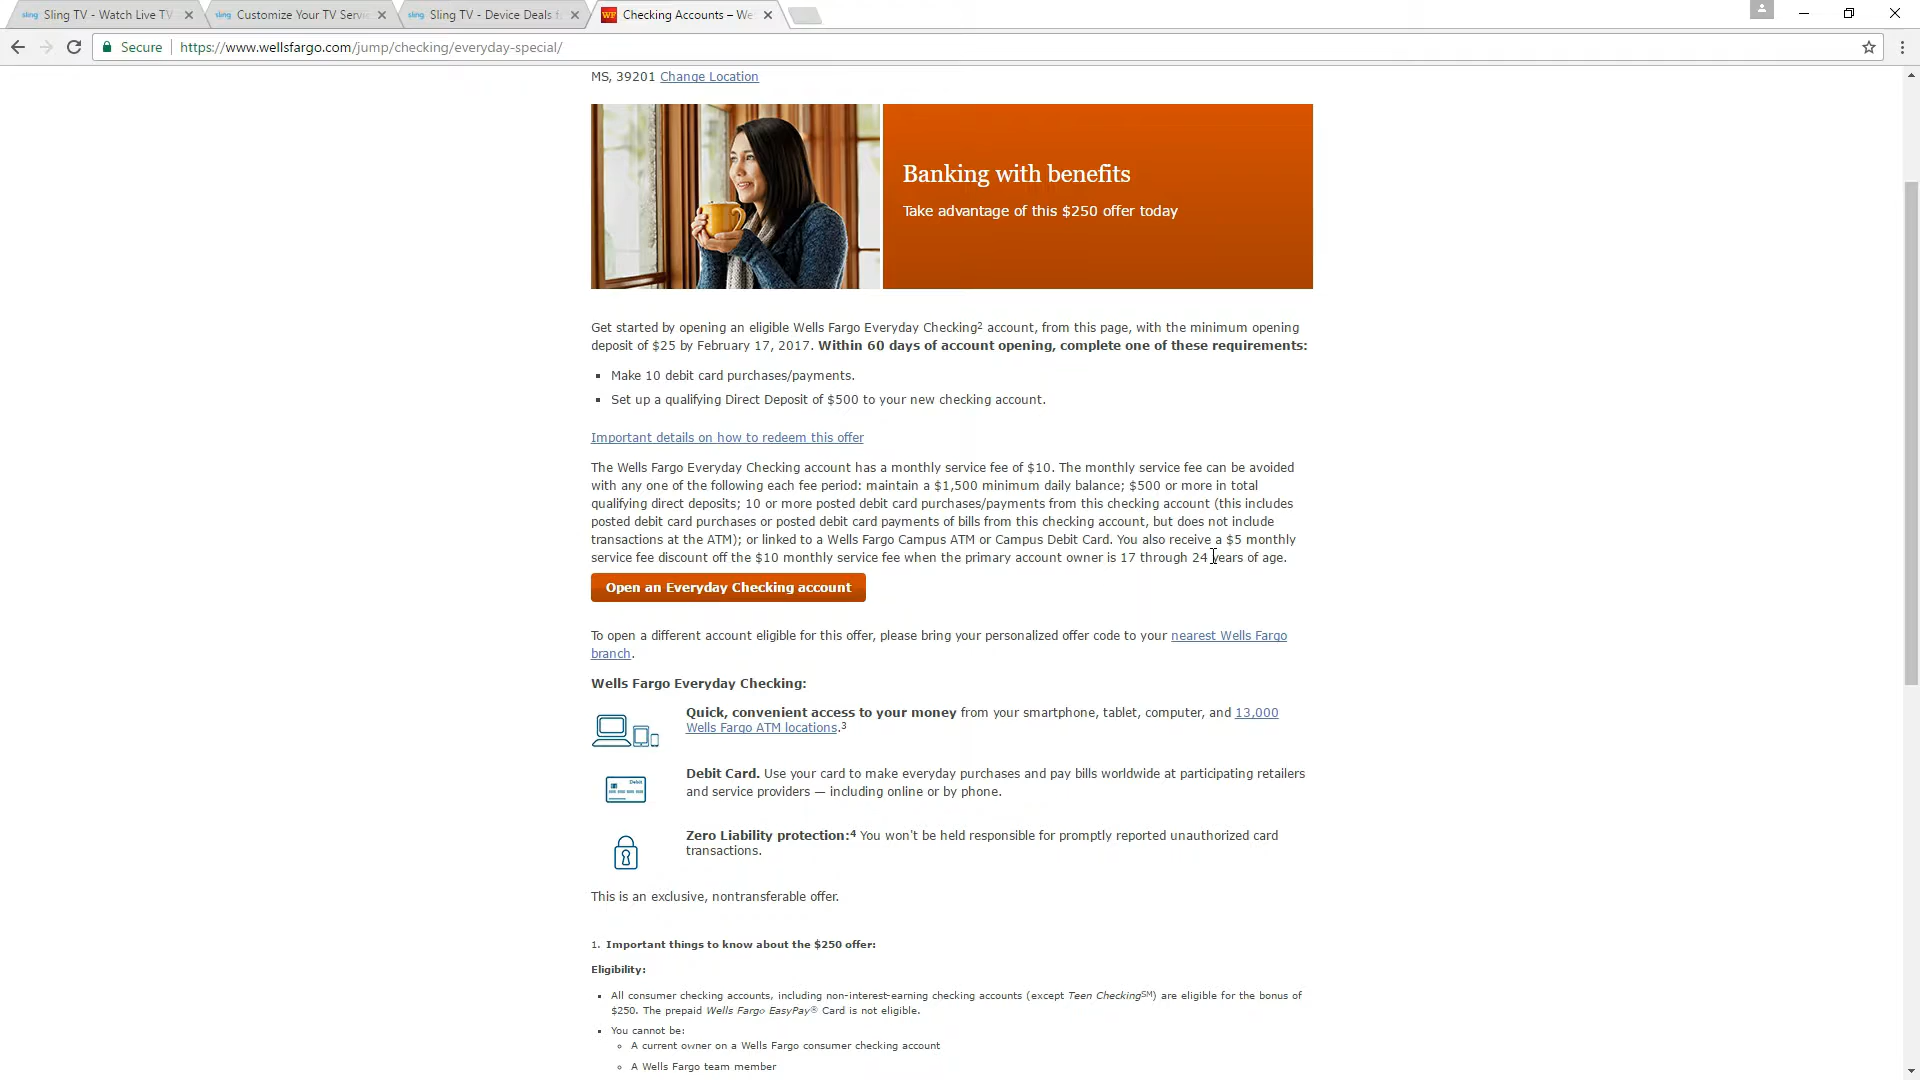 sling Sling TV - Watch Live TV
sling Customize Your TV Servi
sling Sling TV - Device Deals f
WF Checking Accounts – We
Secure | https://www.wellsfargo.com/jump/checking/everyday-special/
MS, 39201 Change Location
Banking with benefits
Take advantage of this $250 offer today
Get started by opening an eligible Wells Fargo Everyday Checking2 account, from this page, with the minimum opening
deposit of $25 by February 17, 2017. Within 60 days of account opening, complete one of these requirements:
▪ Make 10 debit card purchases/payments.
▪ Set up a qualifying Direct Deposit of $500 to your new checking account.
Important details on how to redeem this offer
The Wells Fargo Everyday Checking account has a monthly service fee of $10. The monthly service fee can be avoided
with any one of the following each fee period: maintain a $1,500 minimum daily balance; $500 or more in total
qualifying direct deposits; 10 or more posted debit card purchases/payments from this checking account (this includes
posted debit card purchases or posted debit card payments of bills from this checking account, but does not include
transactions at the ATM); or linked to a Wells Fargo Campus ATM or Campus Debit Card. You also receive a $5 monthly
service fee discount off the $10 monthly service fee when the primary account owner is 17 through 24 years of age.
Open an Everyday Checking account
To open a different account eligible for this offer, please bring your personalized offer code to your nearest Wells Fargo
branch.
Wells Fargo Everyday Checking:
Quick, convenient access to your money from your smartphone, tablet, computer, and 13,000
Wells Fargo ATM locations.3
Debit
Debit Card. Use your card to make everyday purchases and pay bills worldwide at participating retailers
and service providers — including online or by phone.
Zero Liability protection:4 You won't be held responsible for promptly reported unauthorized card
transactions.
This is an exclusive, nontransferable offer.
1. Important things to know about the $250 offer:
Eligibility:
▪ All consumer checking accounts, including non-interest-earning checking accounts (except Teen CheckingSM) are eligible for the bonus of
$250. The prepaid Wells Fargo EasyPay® Card is not eligible.
▪ You cannot be:
◦ A current owner on a Wells Fargo consumer checking account
◦ A Wells Fargo team member